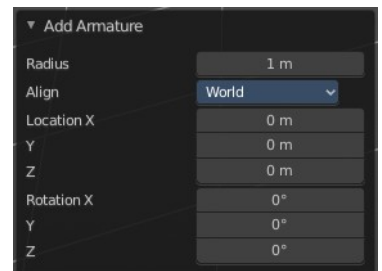 Add Armature
Radius 1 m
Align World
Location X 0 m
Y 0 m
Z 0 m
Rotation X 0°
Y 0°
Z 0°